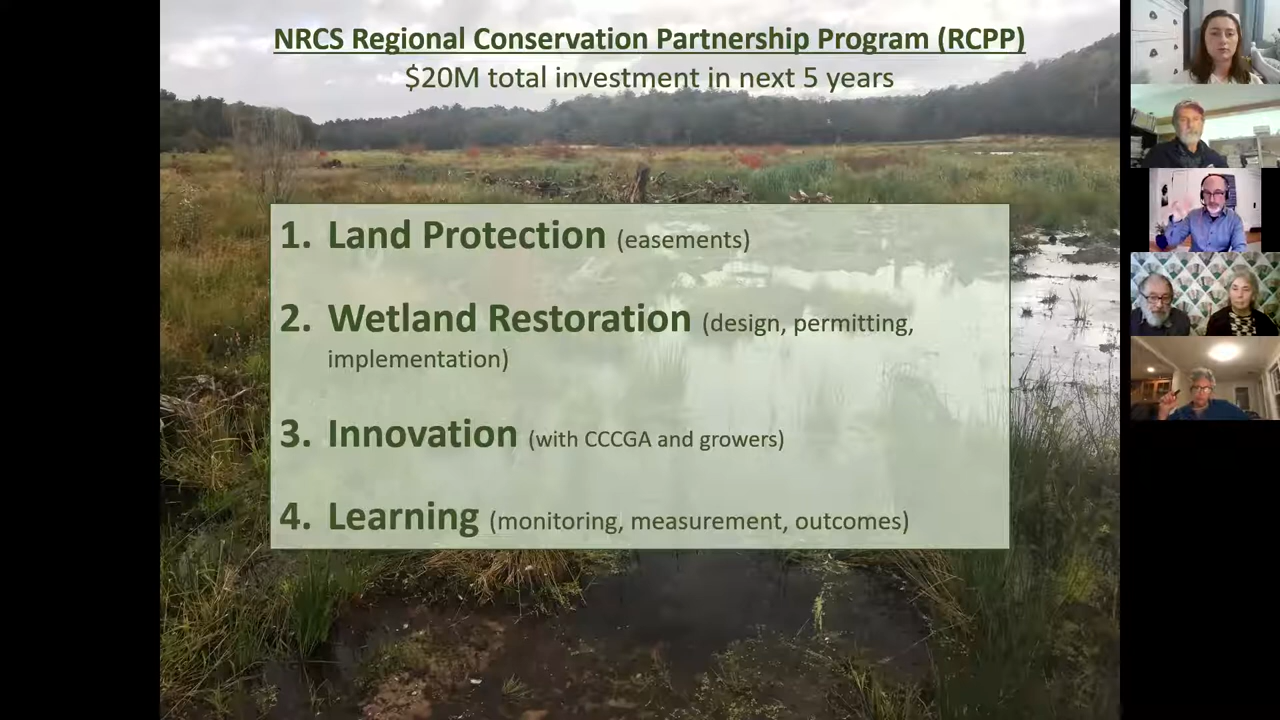 NRCS Regional Conservation Partnership Program (RCPP)
$20M total investment in next 5 years
1. Land Protection (easements)
2. Wetland Restoration (design, permitting,
implementation)
3. Innovation (with CCCGA and growers)
4. Learning (monitoring, measurement, outcomes)